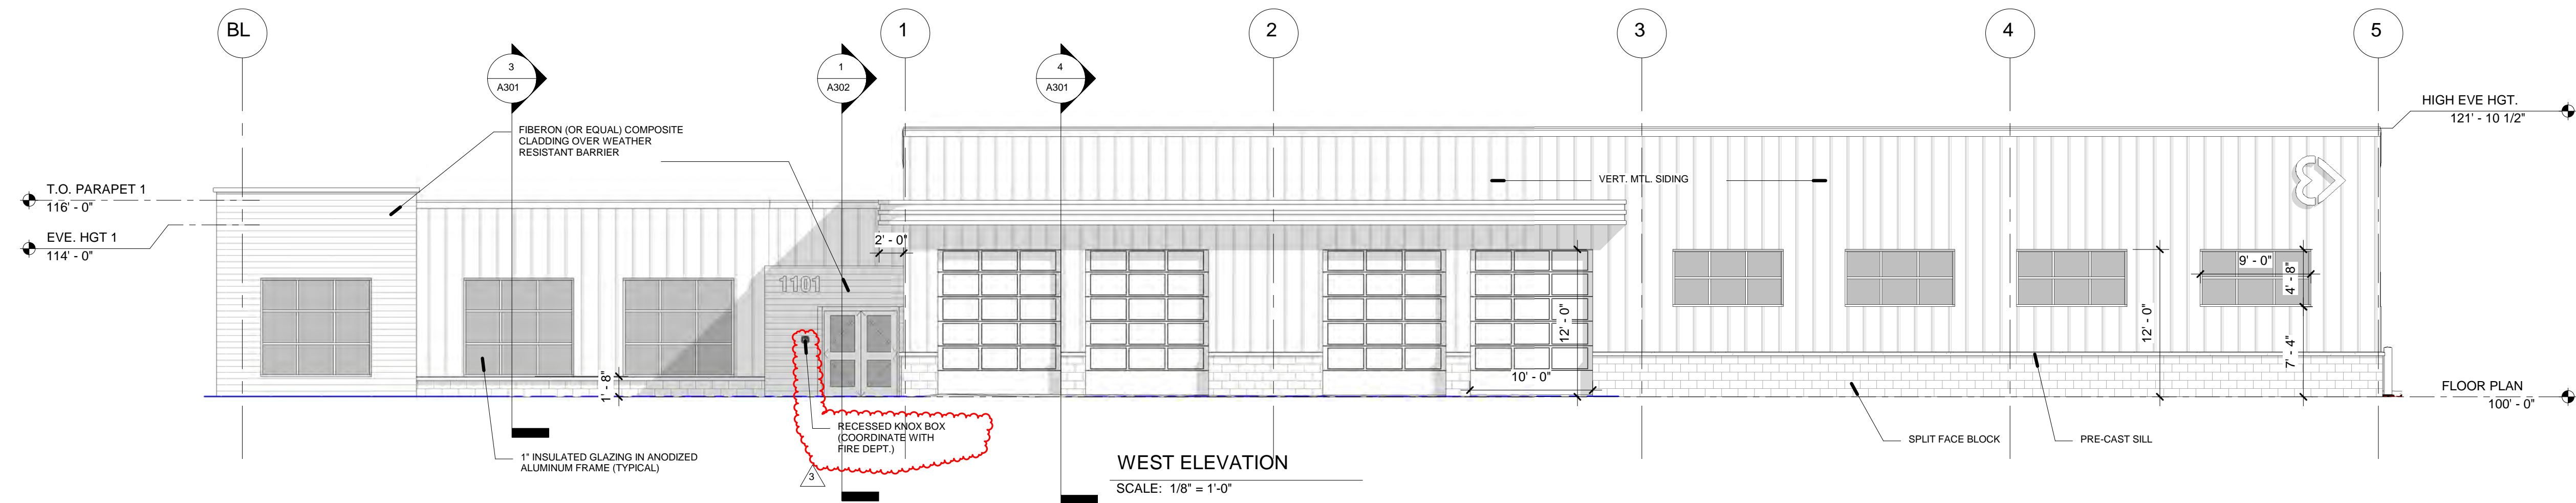 BL
1
2
3
4
5
3
A301
1
A302
4
A301
HIGH EVE HGT.
121' - 10 1/2"
FIBERON (OR EQUAL) COMPOSITE
CLADDING OVER WEATHER
RESISTANT BARRIER
VERT. MTL. SIDING
T.O. PARAPET 1
116' - 0"
EVE. HGT 1
114' - 0"
2' - 0"
9' - 0"
4' - 8"
1101
12' - 0"
12' - 0"
7' - 4"
10' - 0"
1' - 8"
FLOOR PLAN
100' - 0"
RECESSED KNOX BOX
(COORDINATE WITH
FIRE DEPT.)
3
SPLIT FACE BLOCK
PRE-CAST SILL
1" INSULATED GLAZING IN ANODIZED
ALUMINUM FRAME (TYPICAL)
WEST ELEVATION
SCALE: 1/8" = 1'-0"